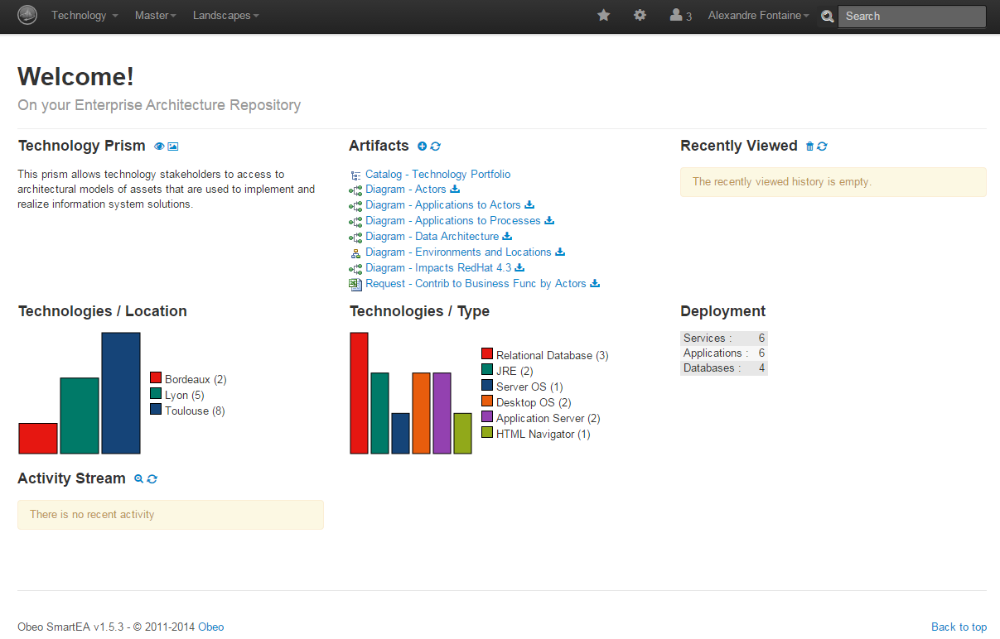 Technology Master Landscapes 3 Alexandre Fontaine Search
Welcome!
On your Enterprise Architecture Repository
Technology Prism
This prism allows technology stakeholders to access to
architectural models of assets that are used to implement and
realize information system solutions.
Artifacts
Catalog - Technology Portfolio
Diagram - Actors
Diagram - Applications to Actors
Diagram - Applications to Processes
Diagram - Data Architecture
Diagram - Environments and Locations
Diagram - Impacts RedHat 4.3
Request - Contrib to Business Func by Actors
Recently Viewed
The recently viewed history is empty.
Technologies / Location
Bordeaux (2)
Lyon (5)
Toulouse (8)
Technologies / Type
Relational Database (3)
JRE (2)
Server OS (1)
Desktop OS (2)
Application Server (2)
HTML Navigator (1)
Deployment
Services : 6
Applications : 6
Databases : 4
Activity Stream
There is no recent activity
Obeo SmartEA v1.5.3 - © 2011-2014 Obeo
Back to top